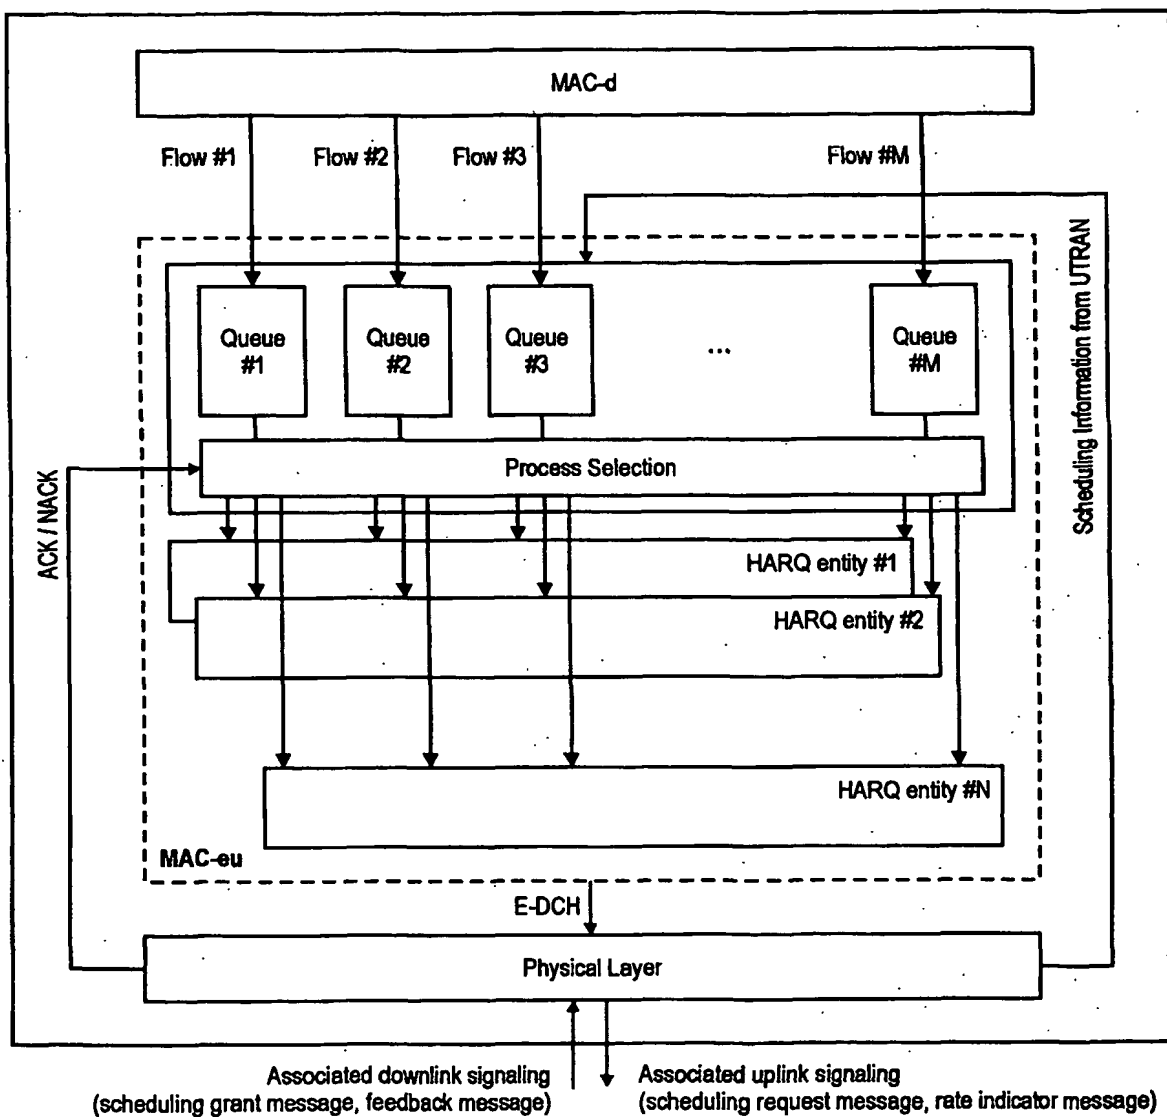 MAC-d
Flow #1
Flow #2
Flow #3
Flow #M
Scheduling Information from UTRAN
Queue
#1
Queue
#2
Queue
#3
...
Queue
#M
Process Selection
ACK / NACK
HARQ entity #1
HARQ entity #2
HARQ entity #N
MAC-eu
E-DCH
Physical Layer
Associated downlink signaling
(scheduling grant message, feedback message)
Associated uplink signaling
(scheduling request message, rate indicator message)